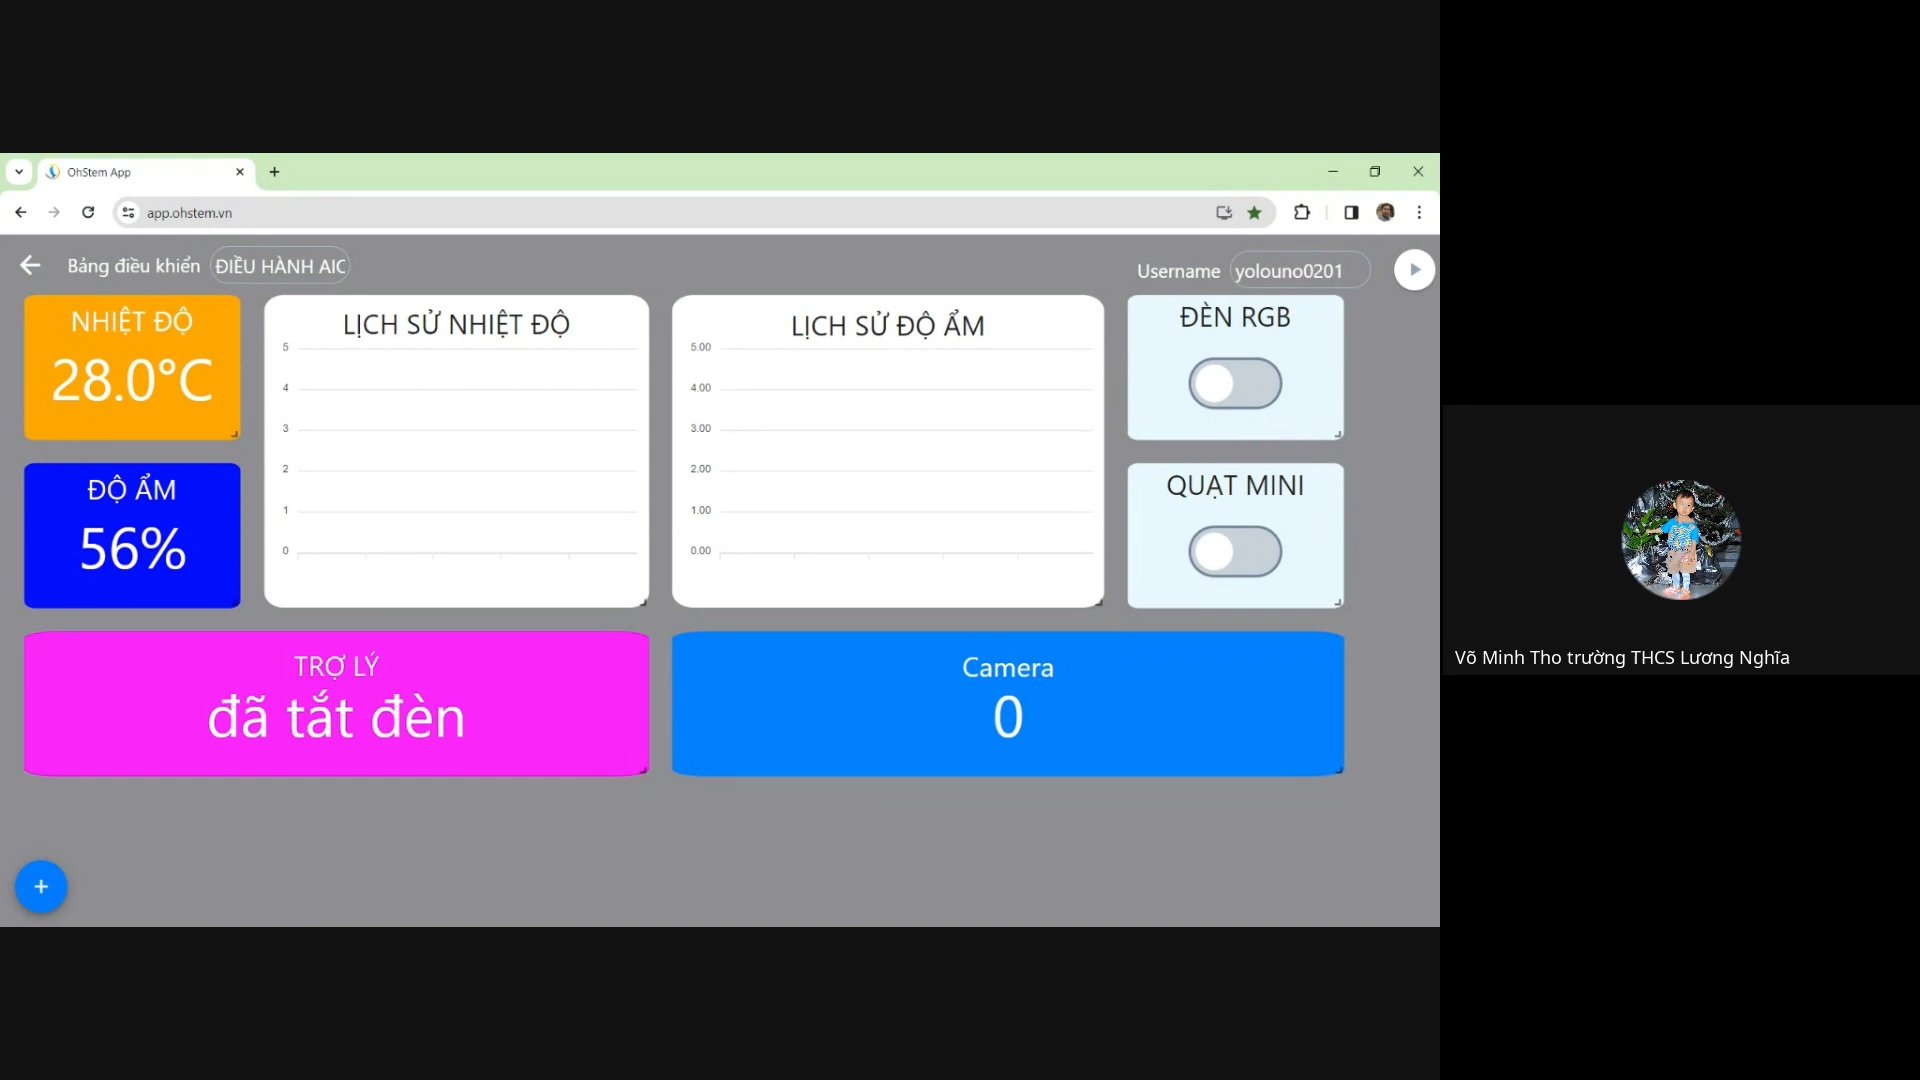 OhStem App
app.ohstem.vn
Bảng điều khiển
ĐIỀU HÀNH AIC
Username
yolouno0201
NHIỆT ĐỘ
28.0°C
LỊCH SỬ NHIỆT ĐỘ
5
4
3
2
1
0
LỊCH SỬ ĐỘ ẨM
5.00
4.00
3.00
2.00
1.00
0.00
ĐÈN RGB
ĐỘ ẨM
56%
QUẠT MINI
TRỢ LÝ
đã tắt đèn
Camera
0
Võ Minh Tho trường THCS Lương Nghĩa